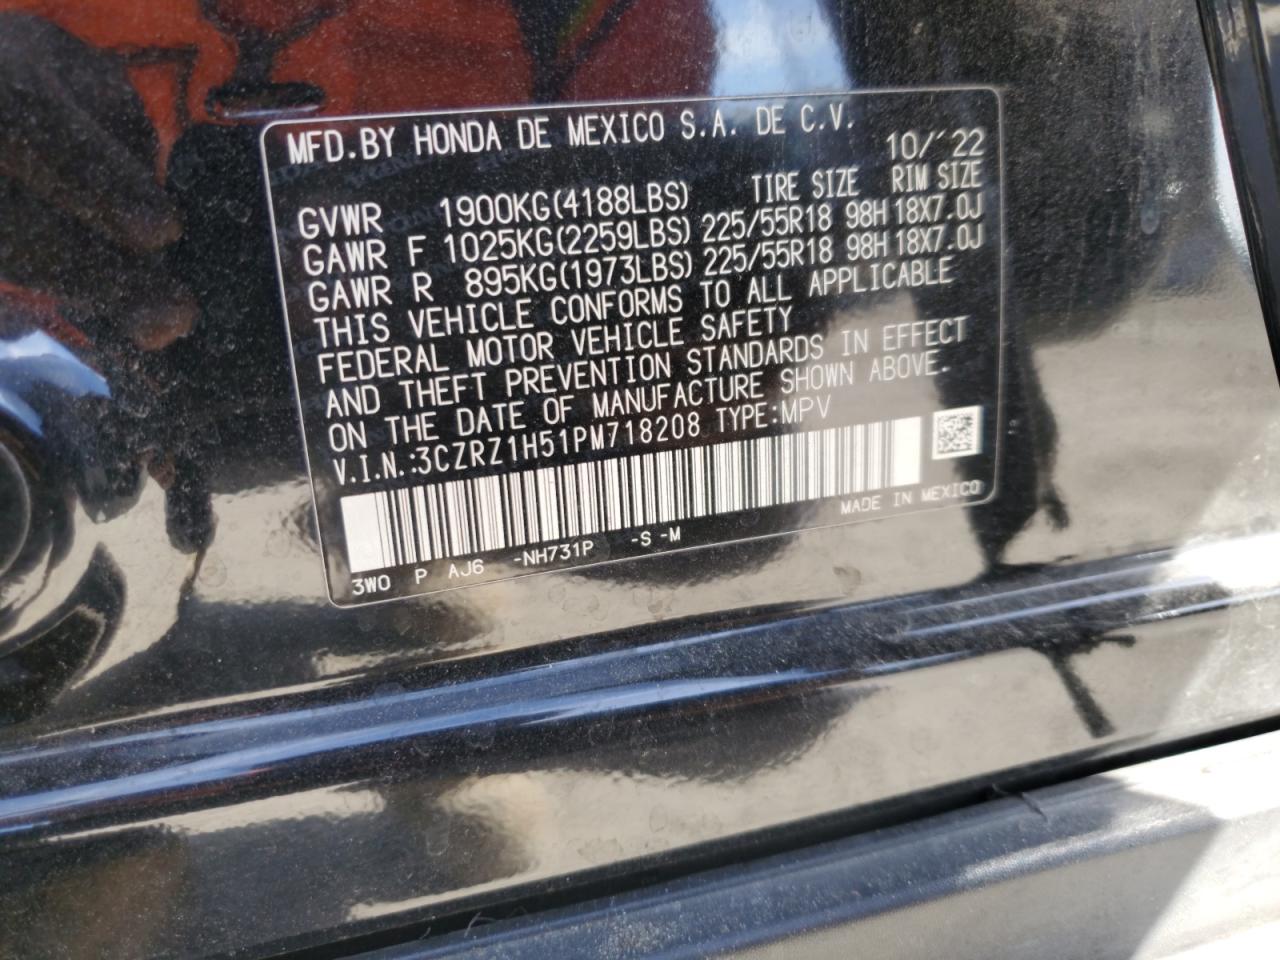 MFD.BY HONDA DE MEXICO S.A. DE C.V.
10/´22
TIRE SIZE RIM SIZE
GVWR 1900KG(4188LBS)
GAWR F 1025KG(2259LBS) 225/55R18 98H 18X7.0J
GAWR R 895KG(1973LBS) 225/55R18 98H 18X7.0J
THIS VEHICLE CONFORMS TO ALL APPLICABLE
FEDERAL MOTOR VEHICLE SAFETY
AND THEFT PREVENTION STANDARDS IN EFFECT
ON THE DATE OF MANUFACTURE SHOWN ABOVE.
V.I.N.:3CZRZ1H51PM718208 TYPE:MPV
MADE IN MEXICO
3W0 P AJ6 -NH731P -S -M